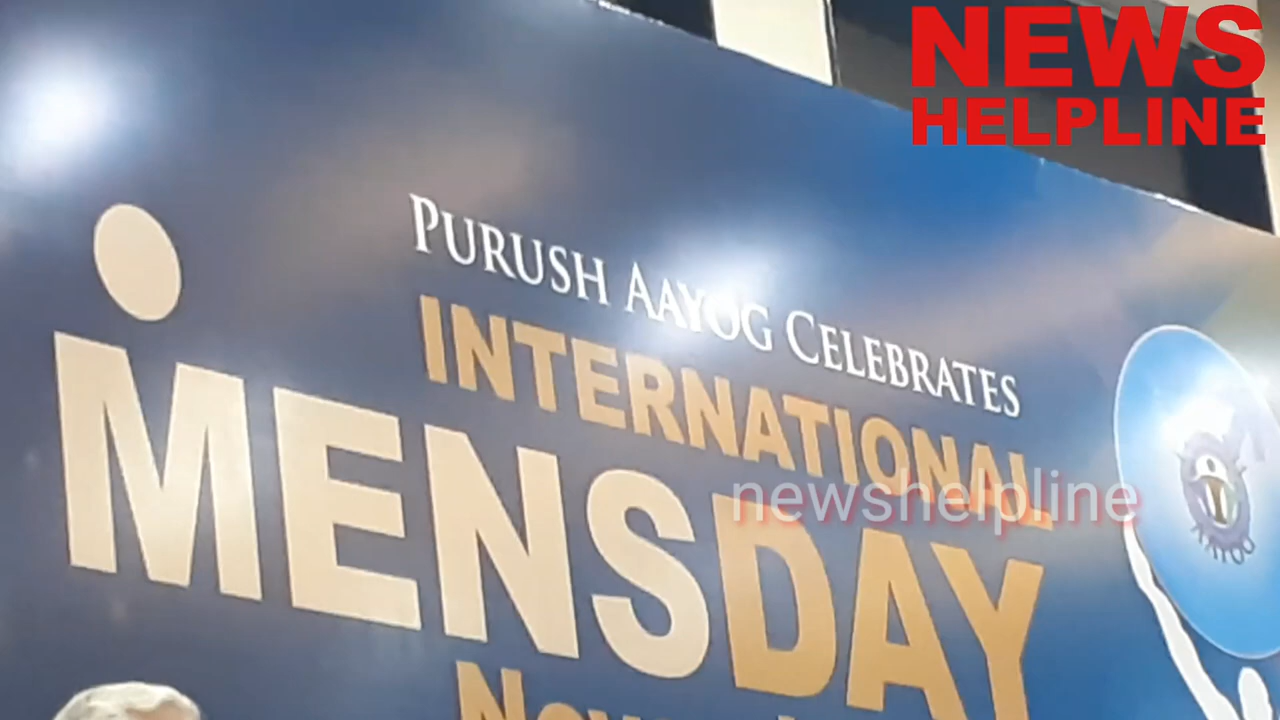 NEWS
HELPLINE
PURUSH AAYOG CELEBRATES
INTERNATIONAL
MENSDAY
newshelpline